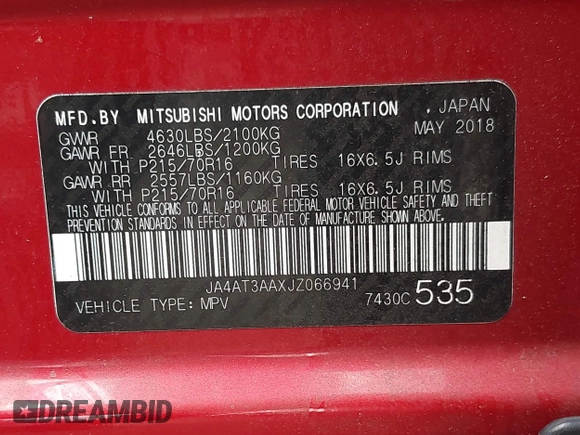 MFD.BY MITSUBISHI MOTORS CORPORATION , JAPAN
GVWR 4630LBS/2100KG MAY 2018
GAWR FR 2646LBS/1200KG
WITH P215/70R16 TIRES 16X6.5J RIMS
GAWR RR 2557LBS/1160KG
WITH P215/70R16 TIRES 16X6.5J RIMS
THIS VEHICLE CONFORMS TO ALL APPLICABLE FEDERAL MOTOR VEHICLE SAFETY AND THEFT
PREVENTION STANDARDS IN EFFECT ON THE DATE OF MANUFACTURE SHOWN ABOVE.
JA4AT3AAXJZ066941
VEHICLE TYPE: MPV 7430C 535
DREAMBID